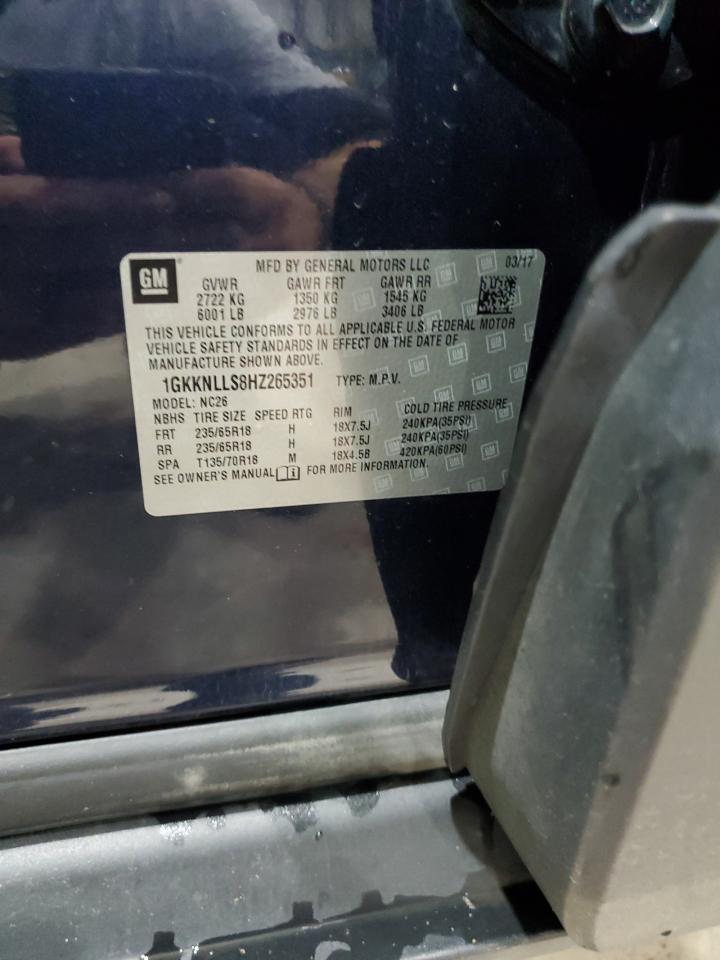 GM
MFD BY GENERAL MOTORS LLC 03/17
GVWR GAWR FRT GAWR RR
2722 KG 1350 KG 1545 KG
6001 LB 2976 LB 3406 LB
THIS VEHICLE CONFORMS TO ALL APPLICABLE U.S. FEDERAL MOTOR
VEHICLE SAFETY STANDARDS IN EFFECT ON THE DATE OF
MANUFACTURE SHOWN ABOVE.
1GKKNLLS8HZ265351 TYPE: M.P.V.
MODEL: NC26
NBHS TIRE SIZE SPEED RTG RIM COLD TIRE PRESSURE
FRT 235/65R18 H 18X7.5J 240KPA(35PSI)
RR 235/65R18 H 18X7.5J 240KPA(35PSI)
SPA T135/70R18 M 18X4.5B 420KPA(60PSI)
SEE OWNER'S MANUAL FOR MORE INFORMATION.